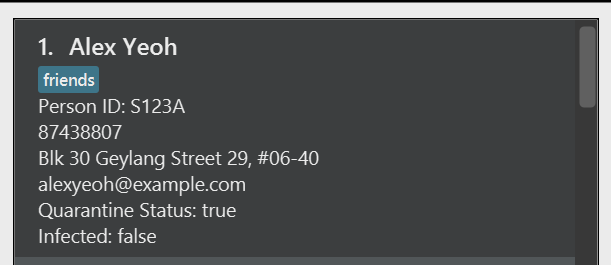 1. Alex Yeoh
friends
Person ID: S123A
87438807
Blk 30 Geylang Street 29, #06-40
alexyeoh@example.com
Quarantine Status: true
Infected: false